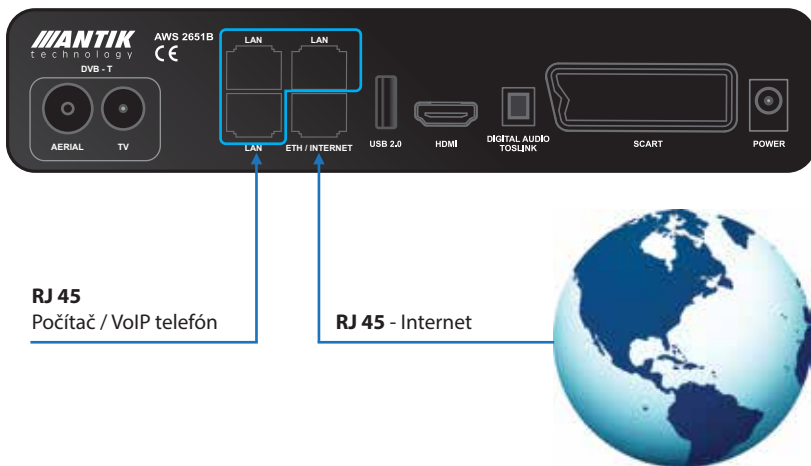 ANTIK
technology
AWS 2651B
CE
DVB - T
AERIAL
TV
LAN
LAN
LAN
ETH / INTERNET
USB 2.0
HDMI
DIGITAL AUDIO
TOSLINK
SCART
POWER
RJ 45
Počítač / VoIP telefón
RJ 45 - Internet